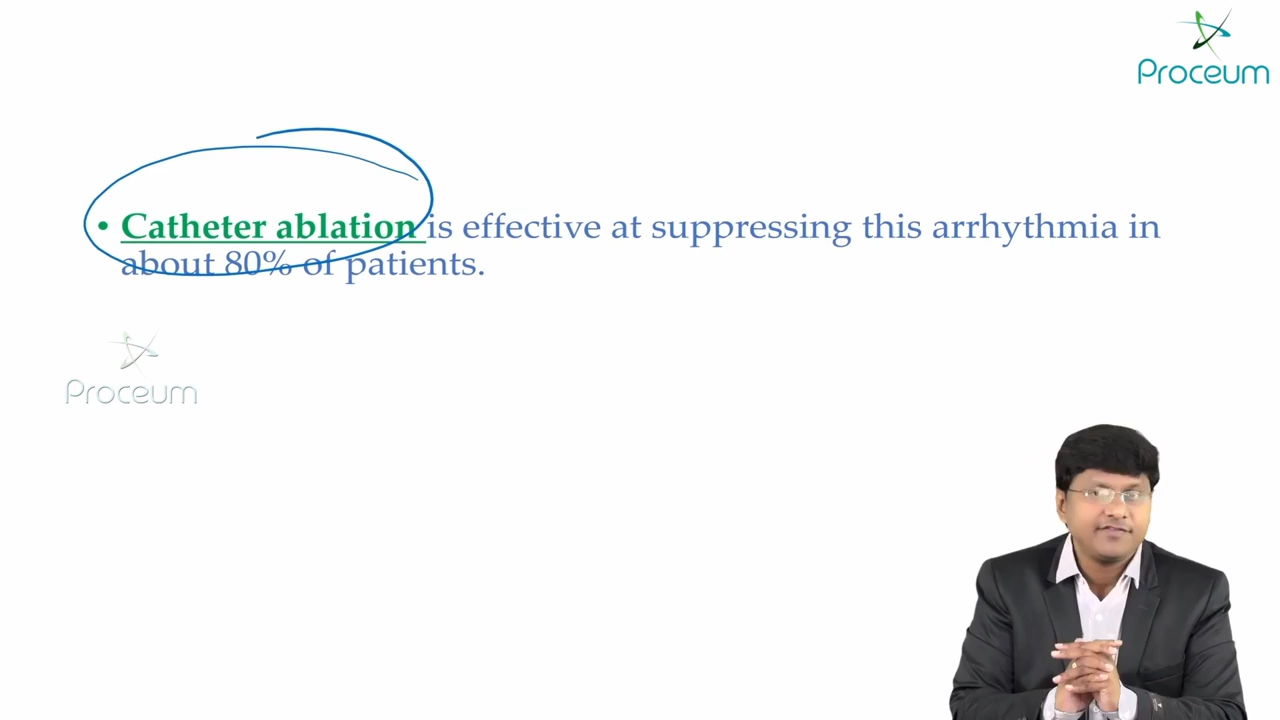 Proceum
• Catheter ablation is effective at suppressing this arrhythmia in
about 80% of patients.
Proceum